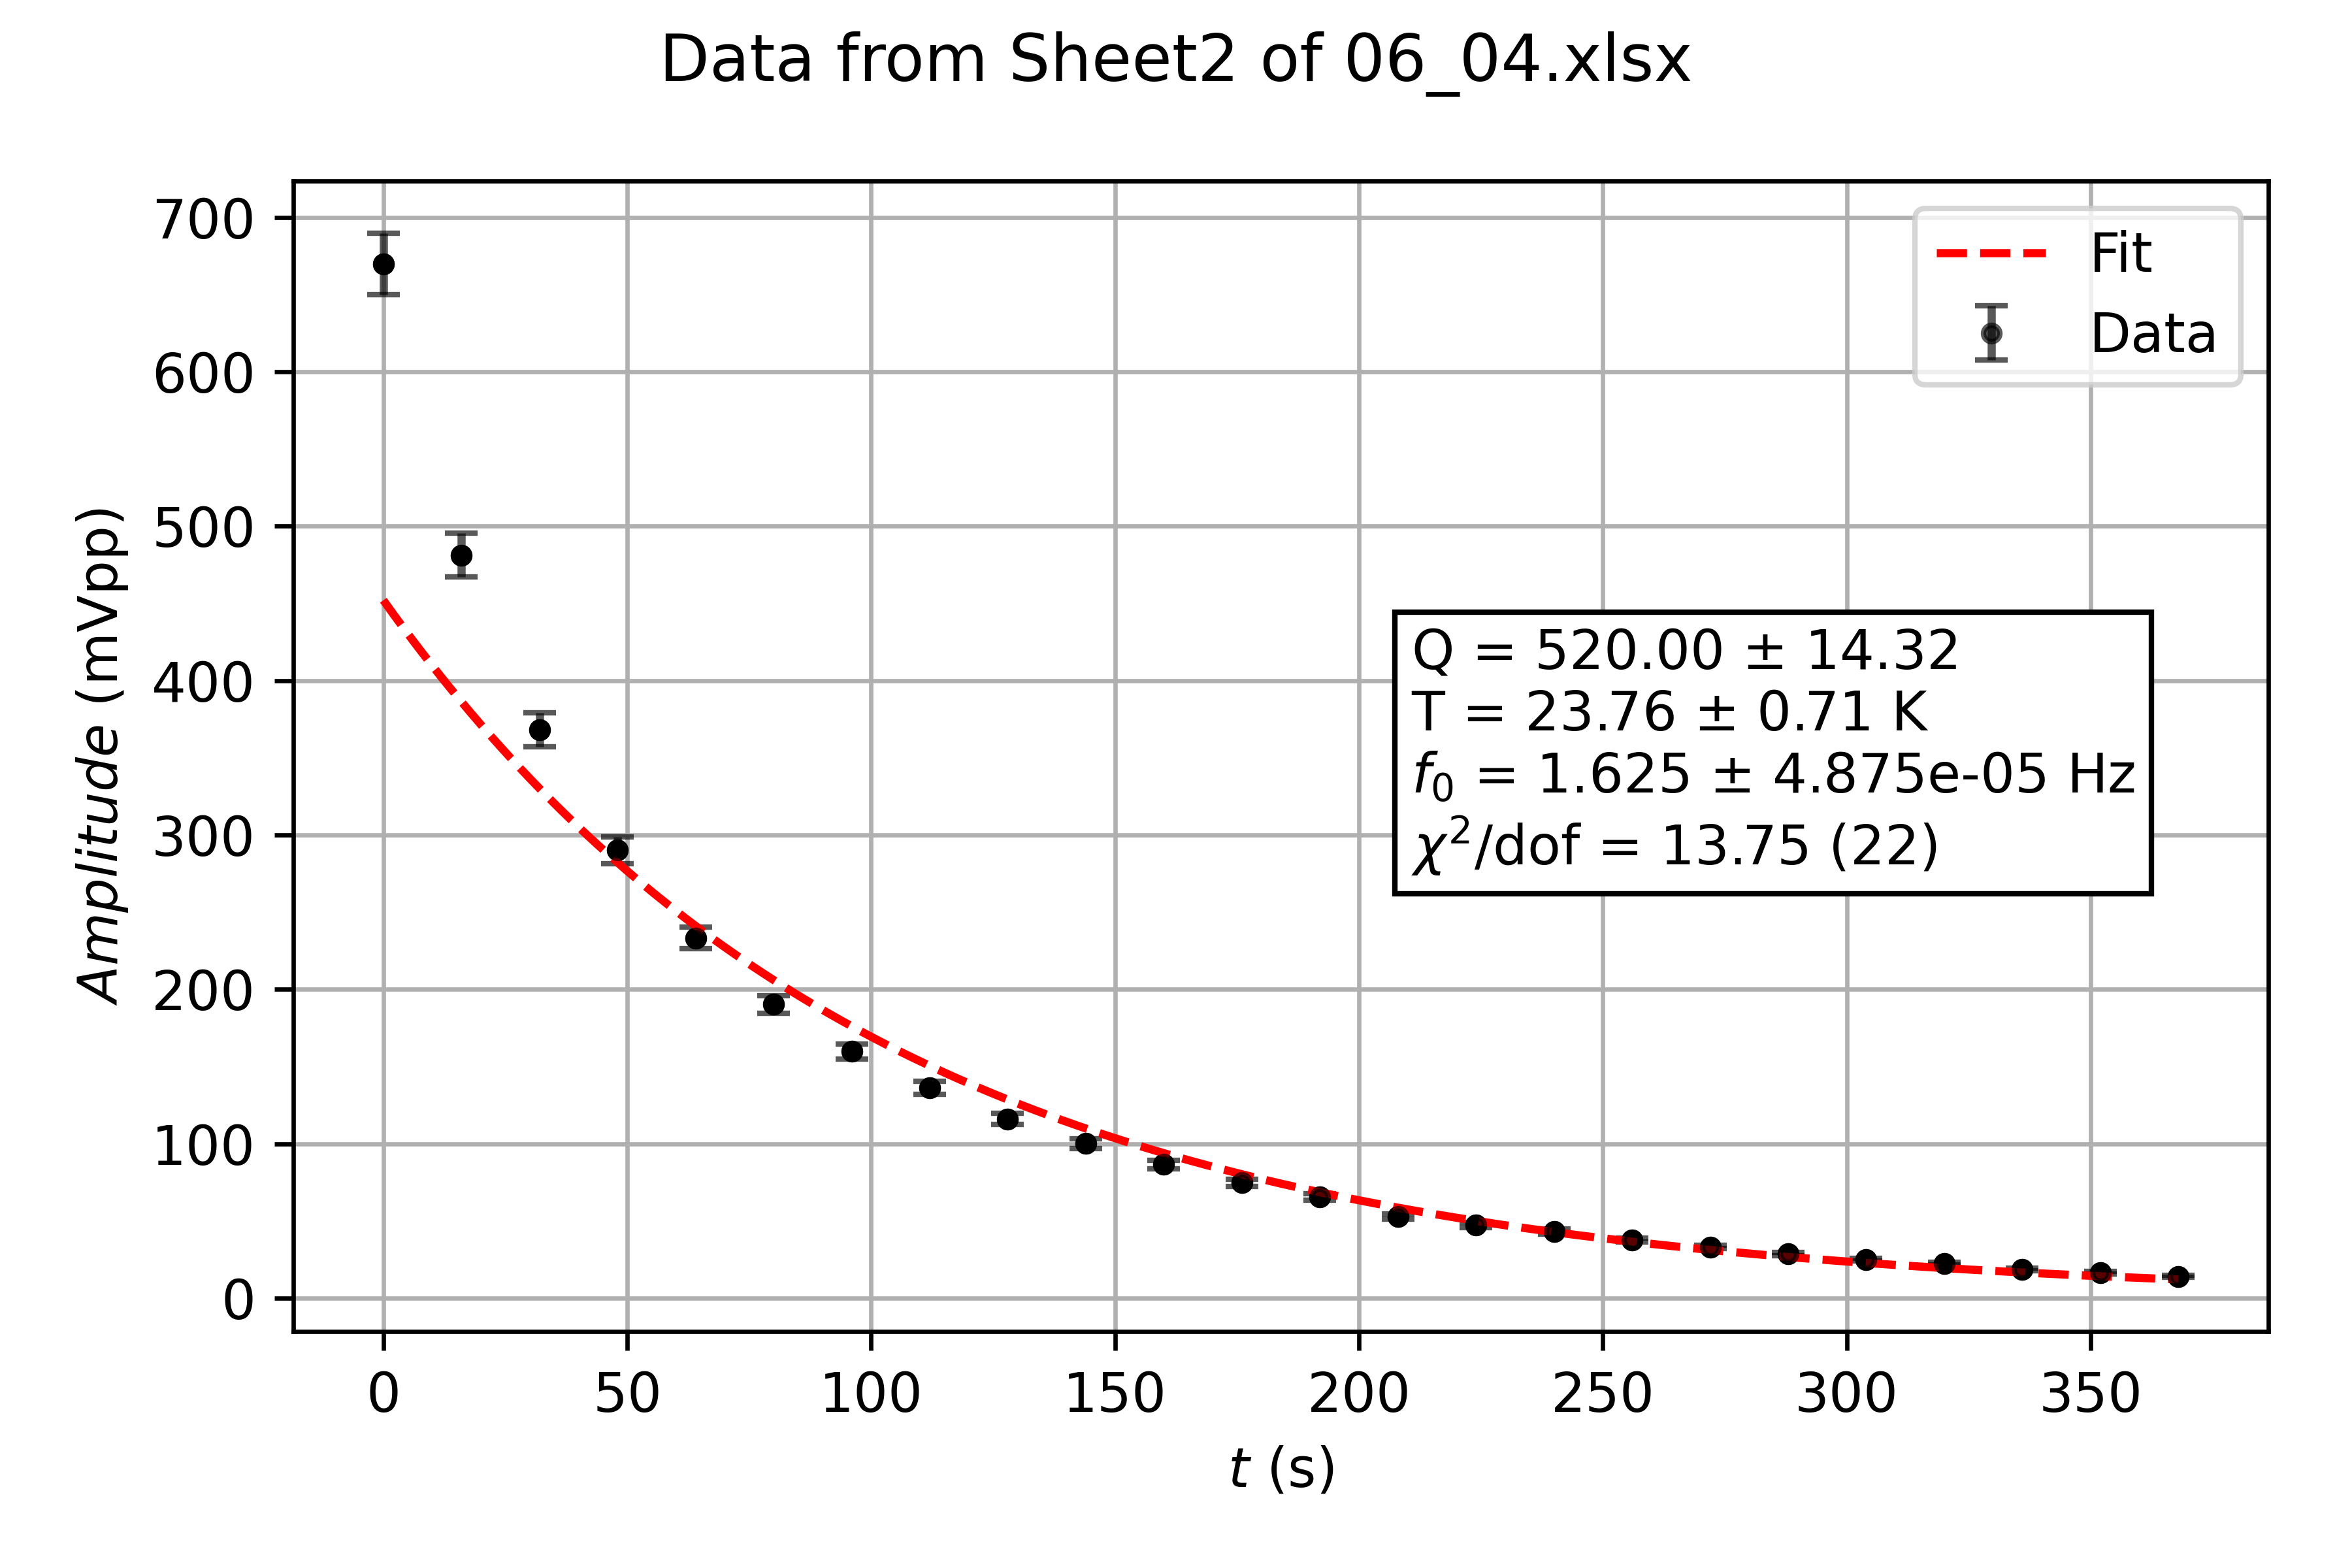 Data from Sheet2 of 06_04.xlsx
700
600
500
400
300
200
100
0
Amplitude (mVpp)
Fit
Data
Q = 520.00 ± 14.32
T = 23.76 ± 0.71 K
f₀ = 1.625 ± 4.875e-05 Hz
χ²/dof = 13.75 (22)
0 50 100 150 200 250 300 350
t (s)